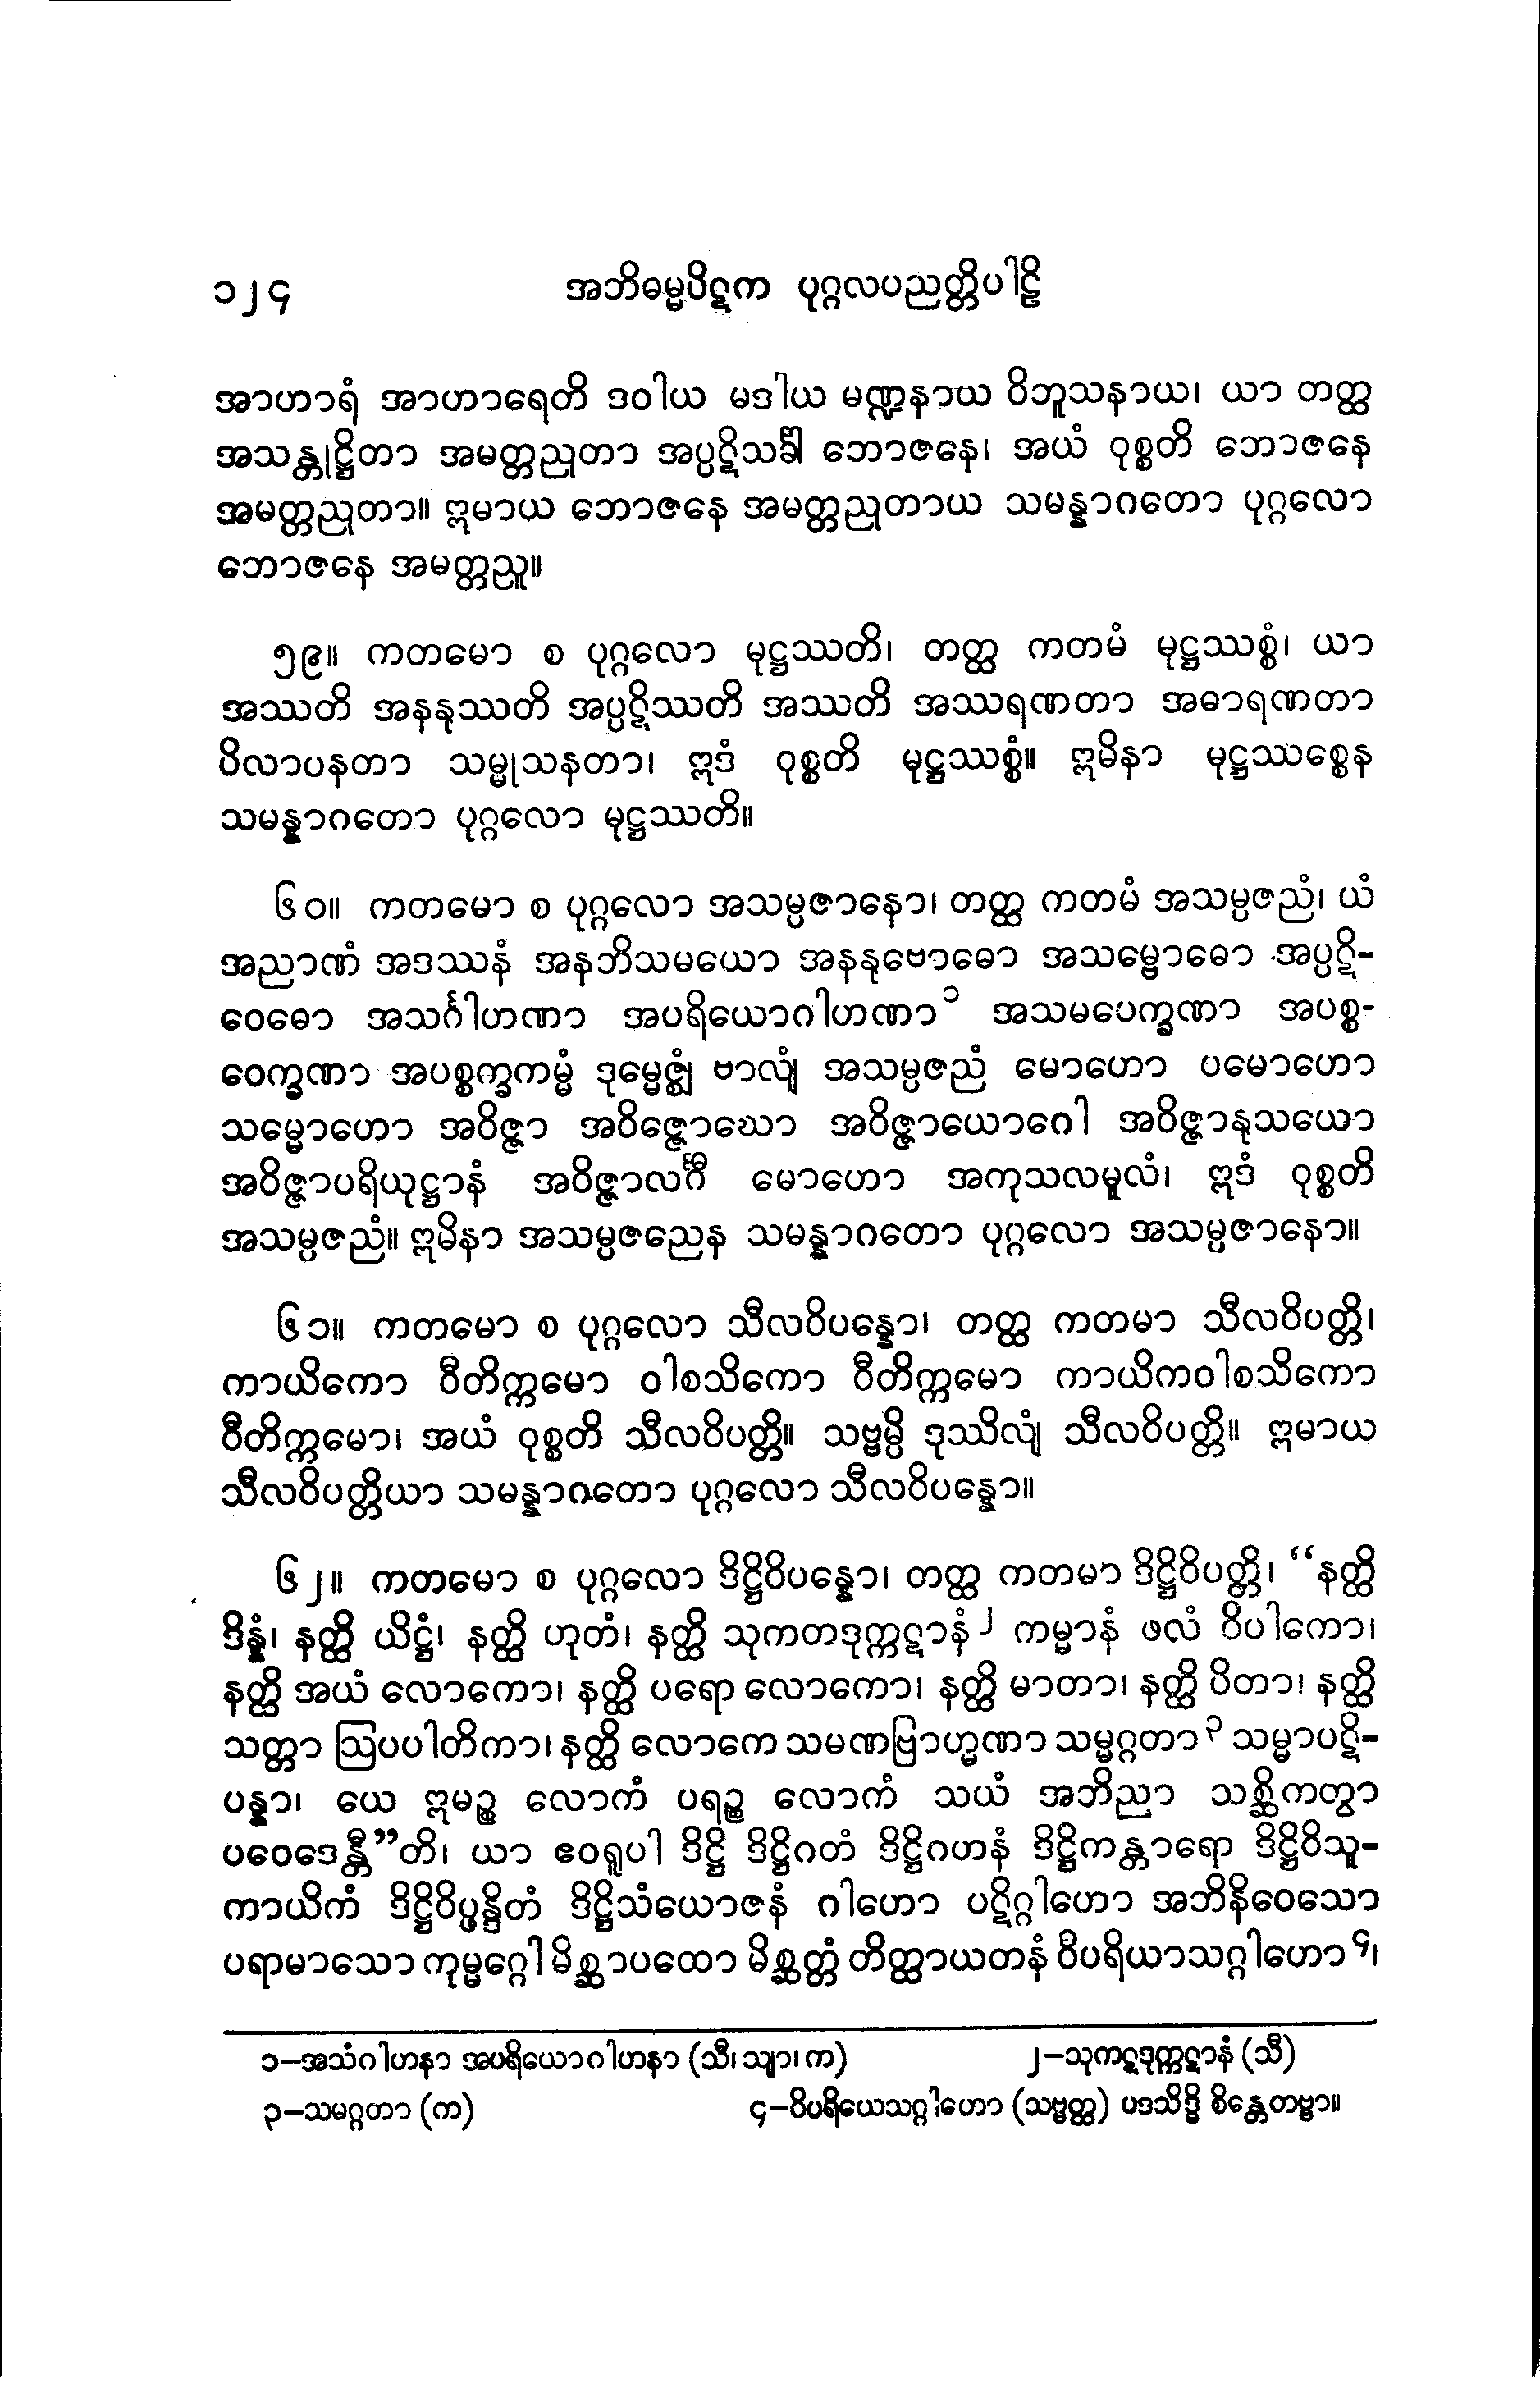 ၁၂၄ အဘိဓမ္မပိဋက ပုဂ္ဂလပညတ္တိပါဠိ
အာဟာရံ အာဟာရေတိ ဒဝါယ မဒါယ မဏ္ဍနာယ ဝိဘူသနာယ၊ ယာ တတ္ထ
အသန္တုဋ္ဌိတာ အမတ္တညုတာ အပ္ပဋိသင်္ခါ ဘောဇနေ၊ အယံ ဝုစ္စတိ ဘောဇနေ
အမတ္တညုတာ။ ဣမာယ ဘောဇနေ အမတ္တညုတာယ သမန္နာဂတော ပုဂ္ဂလော
ဘောဇနေ အမတ္တညူ။
၅၉။ ကတမော စ ပုဂ္ဂလော မုဋ္ဌဿတိ၊ တတ္ထ ကတမံ မုဋ္ဌဿစ္စံ၊ ယာ
အဿတိ အနနုဿတိ အပ္ပဋိဿတိ အဿတိ အဿရဏတာ အဓာရဏတာ
ပိလာပနတာ သမ္မုသနတာ၊ ဣဒံ ဝုစ္စတိ မုဋ္ဌဿစ္စံ။ ဣမိနာ မုဋ္ဌဿစ္စေန
သမန္နာဂတော ပုဂ္ဂလော မုဋ္ဌဿတိ။
၆၀။ ကတမော စ ပုဂ္ဂလော အသမ္ပဇာနော၊ တတ္ထ ကတမံ အသမ္ပဇညံ၊ ယံ
အညာဏံ အဒဿနံ အနဘိသမယော အနနုဗောဓော အသမ္ဗောဓော အပ္ပဋိ-
ဝေဓော အသင်္ဂါဟဏာ အပရိယောဂါဟဏာ၁ အသမပေက္ခဏာ အပစ္စ-
ဝေက္ခဏာ အပစ္စက္ခကမ္မံ ဒုမ္မေဇ္ဈံ ဗာလျံ အသမ္ပဇညံ မောဟော ပမောဟော
သမ္မောဟော အဝိဇ္ဇာ အဝိဇ္ဇောဃော အဝိဇ္ဇာယောဂေါ အဝိဇ္ဇာနုသယော
အဝိဇ္ဇာပရိယုဋ္ဌာနံ အဝိဇ္ဇာလင်္ဂီ မောဟော အကုသလမူလံ၊ ဣဒံ ဝုစ္စတိ
အသမ္ပဇညံ။ ဣမိနာ အသမ္ပဇညေန သမန္နာဂတော ပုဂ္ဂလော အသမ္ပဇာနော။
၆၁။ ကတမော စ ပုဂ္ဂလော သီလဝိပန္နော၊ တတ္ထ ကတမာ သီလဝိပတ္တိ၊
ကာယိကော ဝီတိက္ကမော ဝါစသိကော ဝီတိက္ကမော ကာယိကဝါစသိကော
ဝီတိက္ကမော၊ အယံ ဝုစ္စတိ သီလဝိပတ္တိ။ သဗ္ဗမ္ပိ ဒုဿိလျံ သီလဝိပတ္တိ။ ဣမာယ
သီလဝိပတ္တိယာ သမန္နာဂတော ပုဂ္ဂလော သီလဝိပန္နော။
၆၂။ ကတမော စ ပုဂ္ဂလော ဒိဋ္ဌိဝိပန္နော၊ တတ္ထ ကတမာ ဒိဋ္ဌိဝိပတ္တိ၊ “နတ္ထိ
ဒိန္နံ၊ နတ္ထိ ယိဋ္ဌံ၊ နတ္ထိ ဟုတံ၊ နတ္ထိ သုကတဒုက္ကဋာနံ၂ ကမ္မာနံ ဖလံ ဝိပါကော၊
နတ္ထိ အယံ လောကော၊ နတ္ထိ ပရော လောကော၊ နတ္ထိ မာတာ၊ နတ္ထိ ပိတာ၊ နတ္ထိ
သတ္တာ ဩပပါတိကာ၊ နတ္ထိ လောကေ သမဏဗြာဟ္မဏာ သမ္မဂ္ဂတာ၃ သမ္မာပဋိ-
ပန္နာ၊ ယေ ဣမဉ္စ လောကံ ပရဉ္စ လောကံ သယံ အဘိညာ သစ္ဆိကတွာ
ပဝေဒေန္တီ”တိ၊ ယာ ဧဝရူပါ ဒိဋ္ဌိ ဒိဋ္ဌိဂတံ ဒိဋ္ဌိဂဟနံ ဒိဋ္ဌိကန္တာရော ဒိဋ္ဌိဝိသူ-
ကာယိကံ ဒိဋ္ဌိဝိပ္ဖန္ဒိတံ ဒိဋ္ဌိသံယောဇနံ ဂါဟော ပဋိဂ္ဂါဟော အဘိနိဝေသော
ပရာမာသော ကုမ္မဂ္ဂေါ မိစ္ဆာပထော မိစ္ဆတ္တံ တိတ္ထာယတနံ ဝိပရိယာသဂ္ဂါဟော၄၊
၁–အသံဂါဟနာ အပရိယောဂါဟနာ (သီ၊ သျာ၊ က) ၂–သုကဋဒုက္ကဋာနံ (သီ)
၃–သမဂ္ဂတာ (က) ၄–ဝိပရိယေသဂ္ဂါဟော (သဗ္ဗတ္ထ) ပဒသိဒ္ဓိ စိန္တေတဗ္ဗာ။